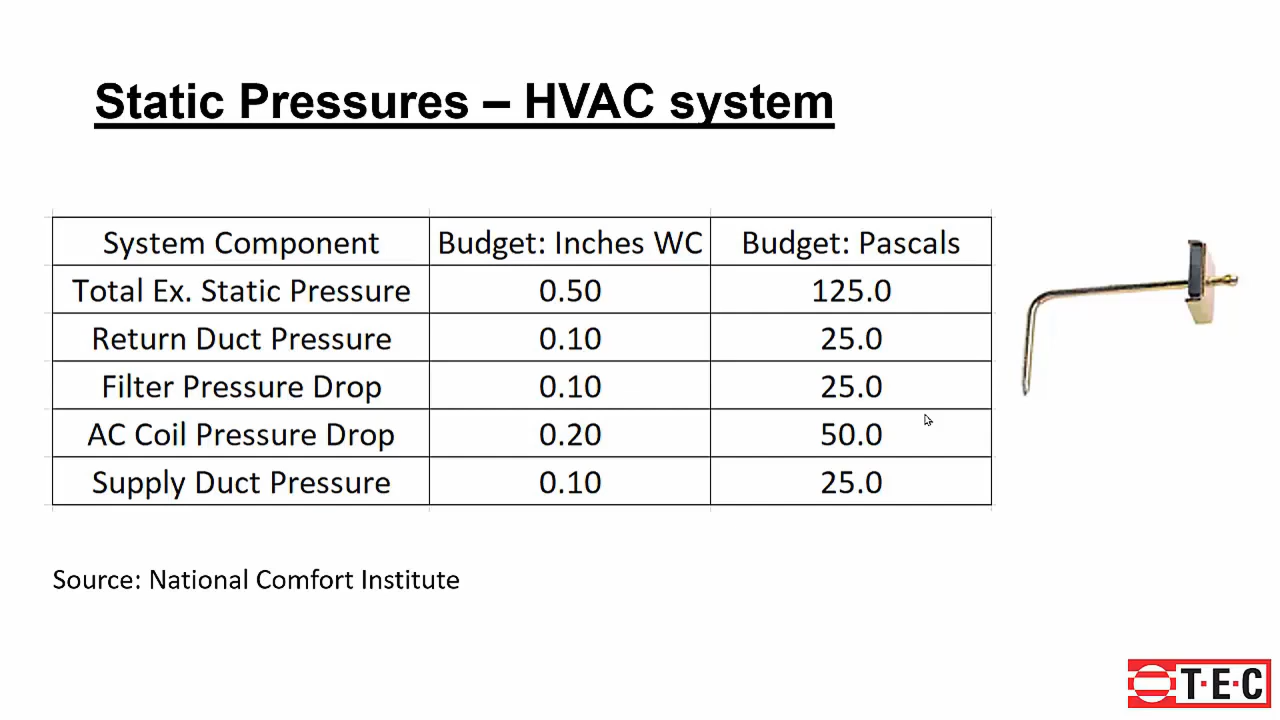 Static Pressures – HVAC system
System Component Budget: Inches WC Budget: Pascals
Total Ex. Static Pressure 0.50 125.0
Return Duct Pressure 0.10 25.0
Filter Pressure Drop 0.10 25.0
AC Coil Pressure Drop 0.20 50.0
Supply Duct Pressure 0.10 25.0
Source: National Comfort Institute
T·E·C